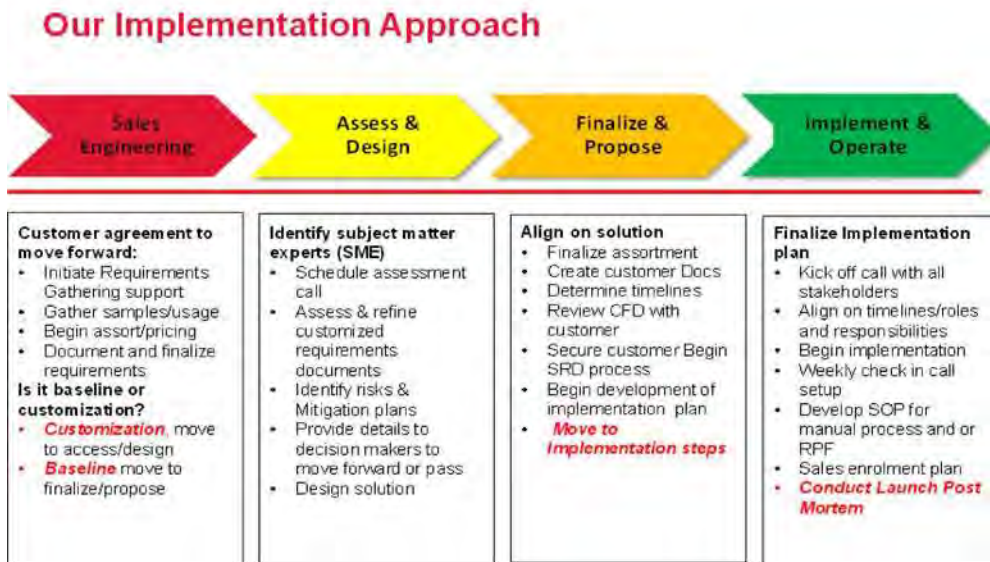 Our Implementation Approach
Sales
Engineering
Assess &
Design
Finalize &
Propose
Implement &
Operate
Customer agreement to
move forward:
• Initiate Requirements
Gathering support
• Gather samples/usage
• Begin assort/pricing
• Document and finalize
requirements
Is it baseline or
customization?
• Customization, move
to access/design
• Baseline move to
finalize/propose
Identify subject matter
experts (SME)
• Schedule assessment
call
• Assess & refine
customized
requirements
documents
• Identify risks &
Mitigation plans
• Provide details to
decision makers to
move forward or pass
• Design solution
Align on solution
• Finalize assortment
• Create customer Docs
• Determine timelines
• Review CFD with
customer
• Secure customer Begin
SRD process
• Begin development of
implementation plan
• Move to
Implementation steps
Finalize Implementation
plan
• Kick off call with all
stakeholders
• Align on timelines/roles
and responsibilities
• Begin implementation
• Weekly check in call
setup
• Develop SOP for
manual process and or
RPF
• Sales enrolment plan
• Conduct Launch Post
Mortem